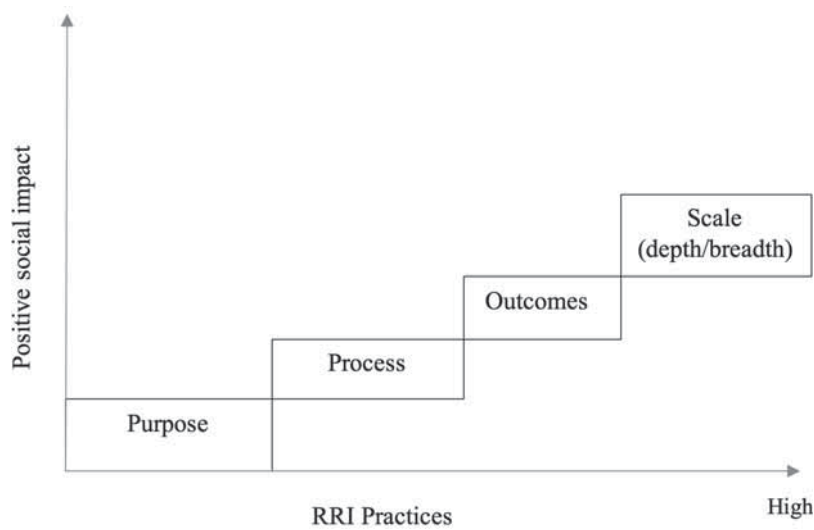 Positive social impact
Scale
(depth/breadth)
Outcomes
Process
Purpose
High
RRI Practices